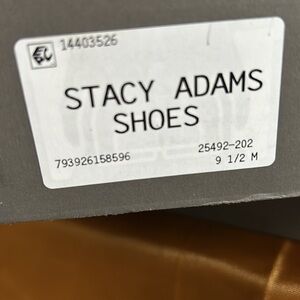 14403526
STACY ADAMS
SHOES
793926158596 25492-202
9 1/2 M